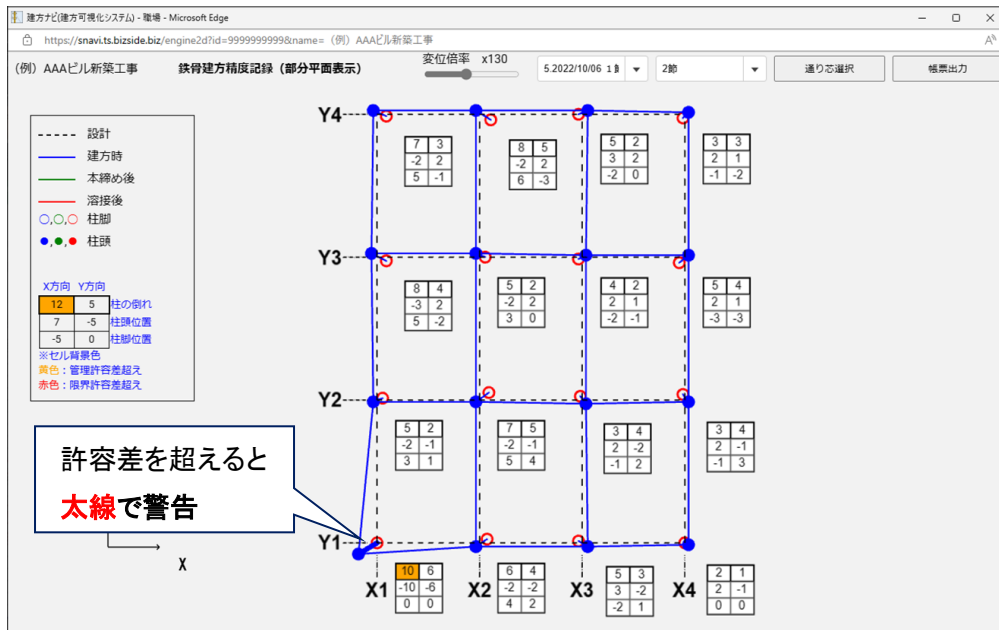 建方ナビ(建方可視化システム) - 職場 - Microsoft Edge
https://snavi.ts.bizside.biz/engine2d?id=9999999999&name=（例）AAAビル新築工事
(例）AAAビル新築工事 鉄骨建方精度記録（部分平面表示） 変位倍率 x130 2節 通り芯選択 帳票出力
設計
建方時
本締め後
溶接後
○,○,○ 柱脚
●,●,● 柱頭
X方向 Y方向
12 5 柱の倒れ
7 -5 柱頭位置
-5 0 柱脚位置
※セル背景色
黄色：管理許容差超え
赤色：限界許容差超え
許容差を超えると
太線で警告
X
Y4
7 3 8 5 5 2 3 3
-2 2 -2 2 3 2 2 1
5 -1 6 -3 -2 0 -1 -2
Y3
8 4 5 2 4 2 5 4
-3 2 -2 2 2 1 2 1
5 -2 3 0 -2 -1 -3 -3
Y2
5 2 7 5 3 4 3 4
-2 -1 -2 -1 2 -2 2 -1
3 1 5 4 -1 2 -1 3
Y1
10 6 6 4 5 3 2 1
X1 -10 -6 X2 -2 -2 X3 3 -2 X4 2 -1
0 0 4 2 -2 1 0 0